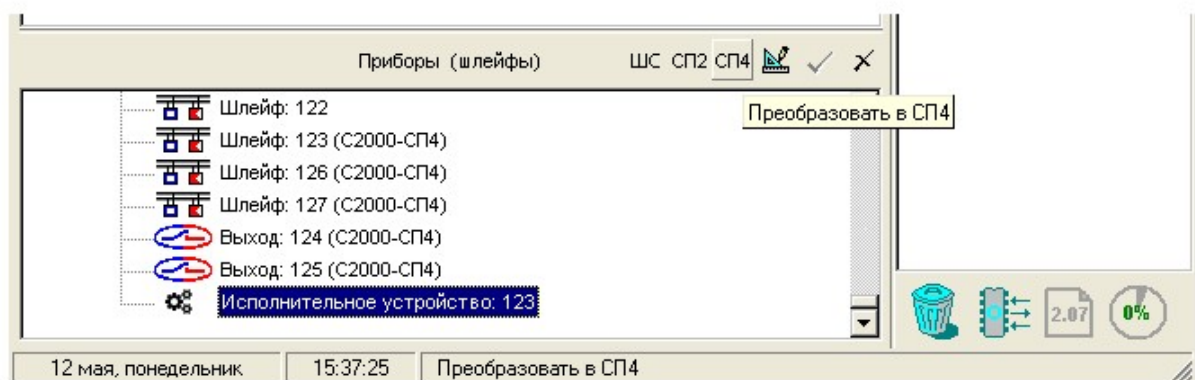 Приборы (шлейфы) ШС СП2 СП4
Преобразовать в СП4
Шлейф: 122
Шлейф: 123 (С2000-СП4)
Шлейф: 126 (С2000-СП4)
Шлейф: 127 (С2000-СП4)
Выход: 124 (С2000-СП4)
Выход: 125 (С2000-СП4)
Исполнительное устройство: 123
2.07 0%
12 мая, понедельник 15:37:25 Преобразовать в СП4